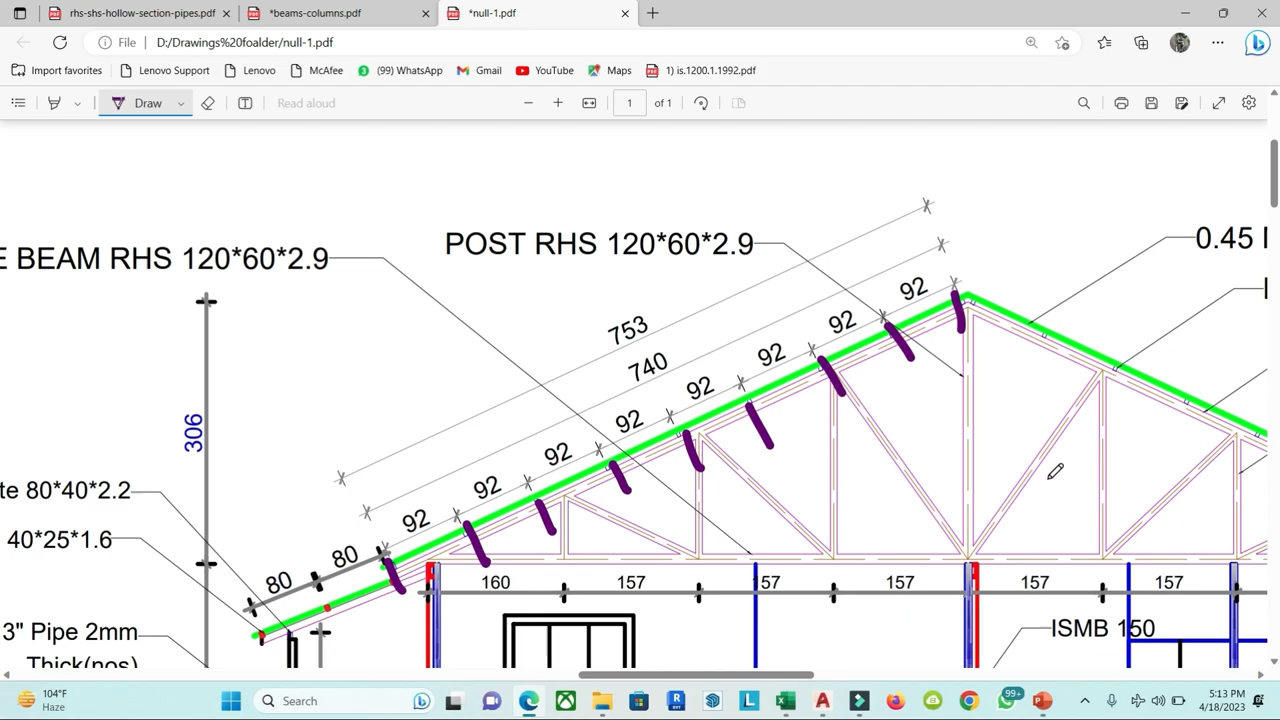 rhs-shs-hollow-section-pipes.pdf
*beams-columns.pdf
*null-1.pdf
File D:/Drawings%20foalder/null-1.pdf
Import favorites Lenovo Support Lenovo McAfee (99) WhatsApp Gmail YouTube Maps 1) is.1200.1.1992.pdf
Draw Read aloud 1 of 1
E BEAM RHS 120*60*2.9
POST RHS 120*60*2.9
0.45
753
740
92
92
92
92
92
92
92
92
80
80
306
te 80*40*2.2
40*25*1.6
3" Pipe 2mm
Thick(nos)
160 157 157 157 157 157
ISMB 150
104°F
Haze
Search
99+
5:13 PM
4/18/2023